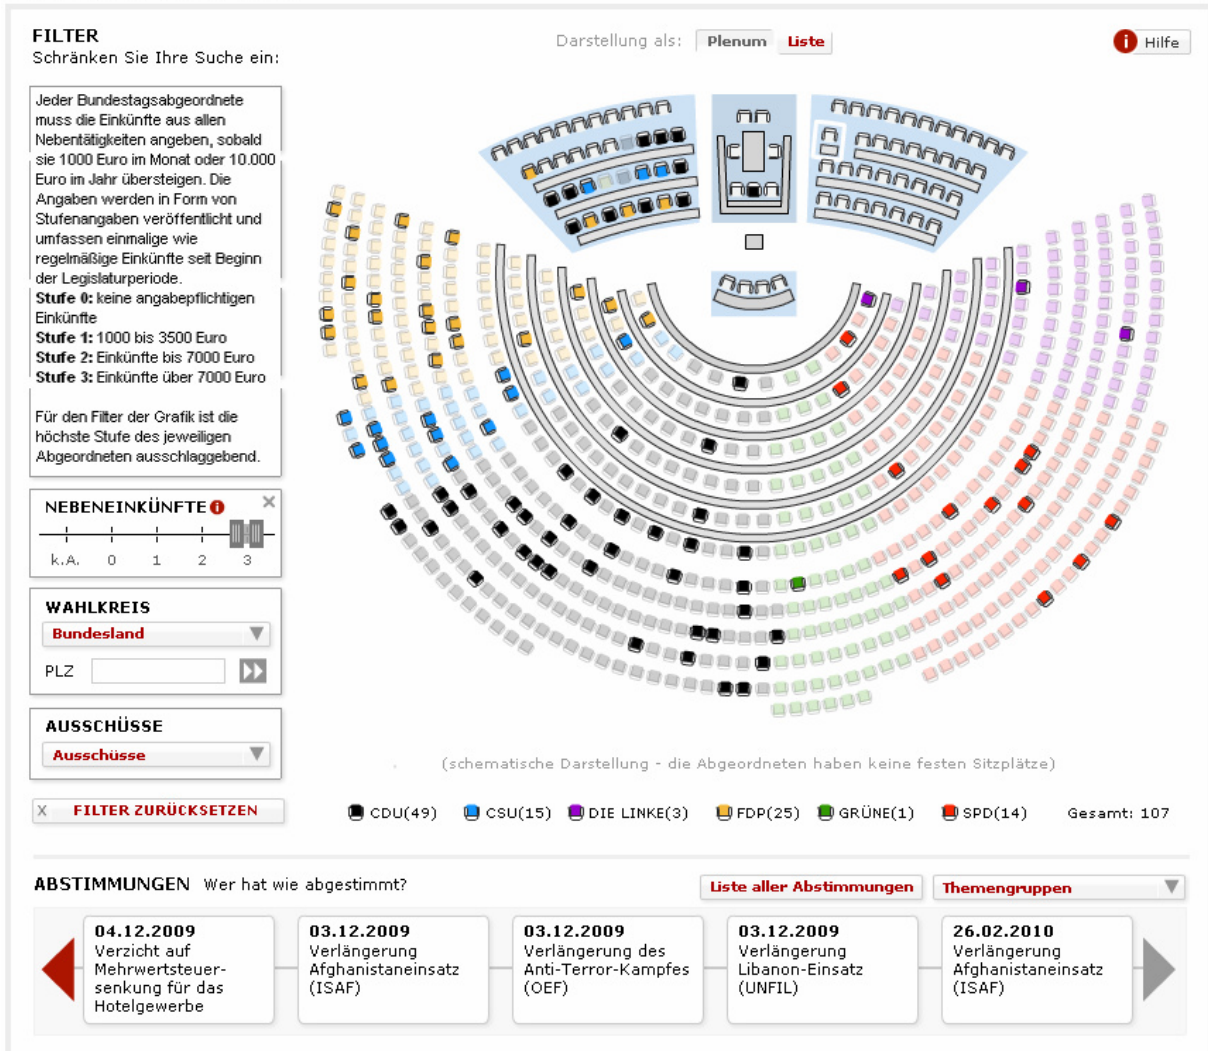 FILTER
Schränken Sie Ihre Suche ein:
Darstellung als: Plenum Liste
i Hilfe
Jeder Bundestagsabgeordnete
muss die Einkünfte aus allen
Nebentätigkeiten angeben, sobald
sie 1000 Euro im Monat oder 10.000
Euro im Jahr übersteigen. Die
Angaben werden in Form von
Stufenangaben veröffentlicht und
umfassen einmalige wie
regelmäßige Einkünfte seit Beginn
der Legislaturperiode.
Stufe 0: keine angabepflichtigen
Einkünfte
Stufe 1: 1000 bis 3500 Euro
Stufe 2: Einkünfte bis 7000 Euro
Stufe 3: Einkünfte über 7000 Euro
Für den Filter der Grafik ist die
höchste Stufe des jeweiligen
Abgeordneten ausschlaggebend.
NEBENEINKÜNFTE i X
k.A. 0 1 2 3
WAHLKREIS
Bundesland
PLZ
AUSSCHÜSSE
Ausschüsse
X FILTER ZURÜCKSETZEN
(schematische Darstellung - die Abgeordneten haben keine festen Sitzplätze)
CDU(49) CSU(15) DIE LINKE(3) FDP(25) GRÜNE(1) SPD(14) Gesamt: 107
ABSTIMMUNGEN Wer hat wie abgestimmt?
Liste aller Abstimmungen
Themengruppen
04.12.2009
Verzicht auf
Mehrwertsteuer-
senkung für das
Hotelgewerbe
03.12.2009
Verlängerung
Afghanistaneinsatz
(ISAF)
03.12.2009
Verlängerung des
Anti-Terror-Kampfes
(OEF)
03.12.2009
Verlängerung
Libanon-Einsatz
(UNFIL)
26.02.2010
Verlängerung
Afghanistaneinsatz
(ISAF)